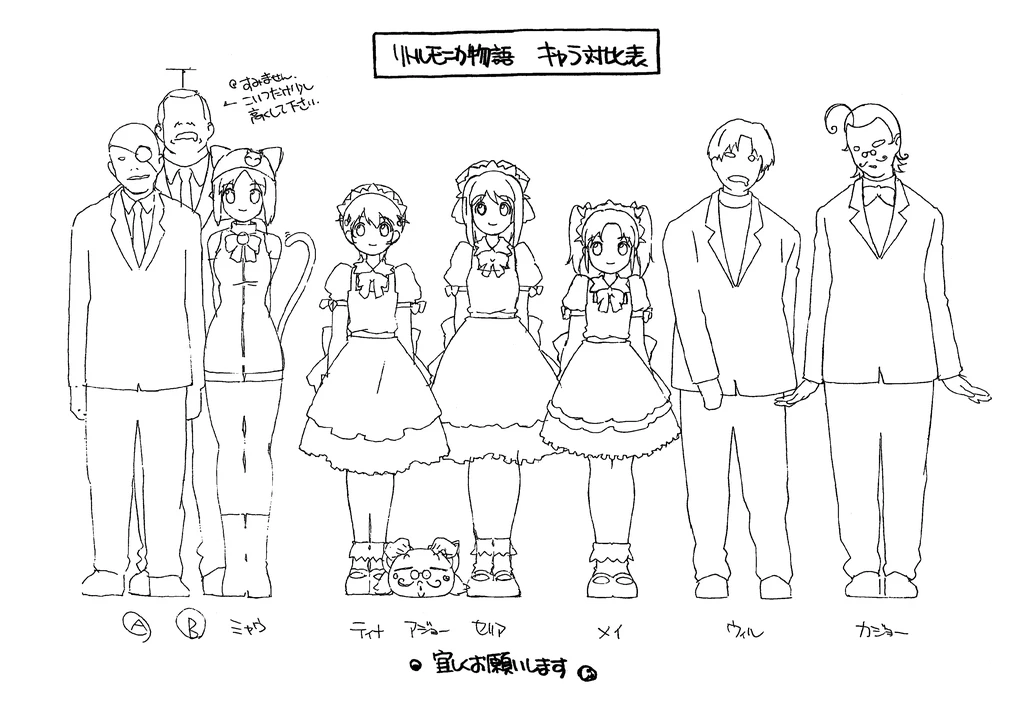 リトルモニカ物語 キャラ対比表
すみません.
← こいつだけ少し
高くして下さい.
A B ミャウ ティナ アジョー セリア メイ ウィル カジョー
宜しくお願いします